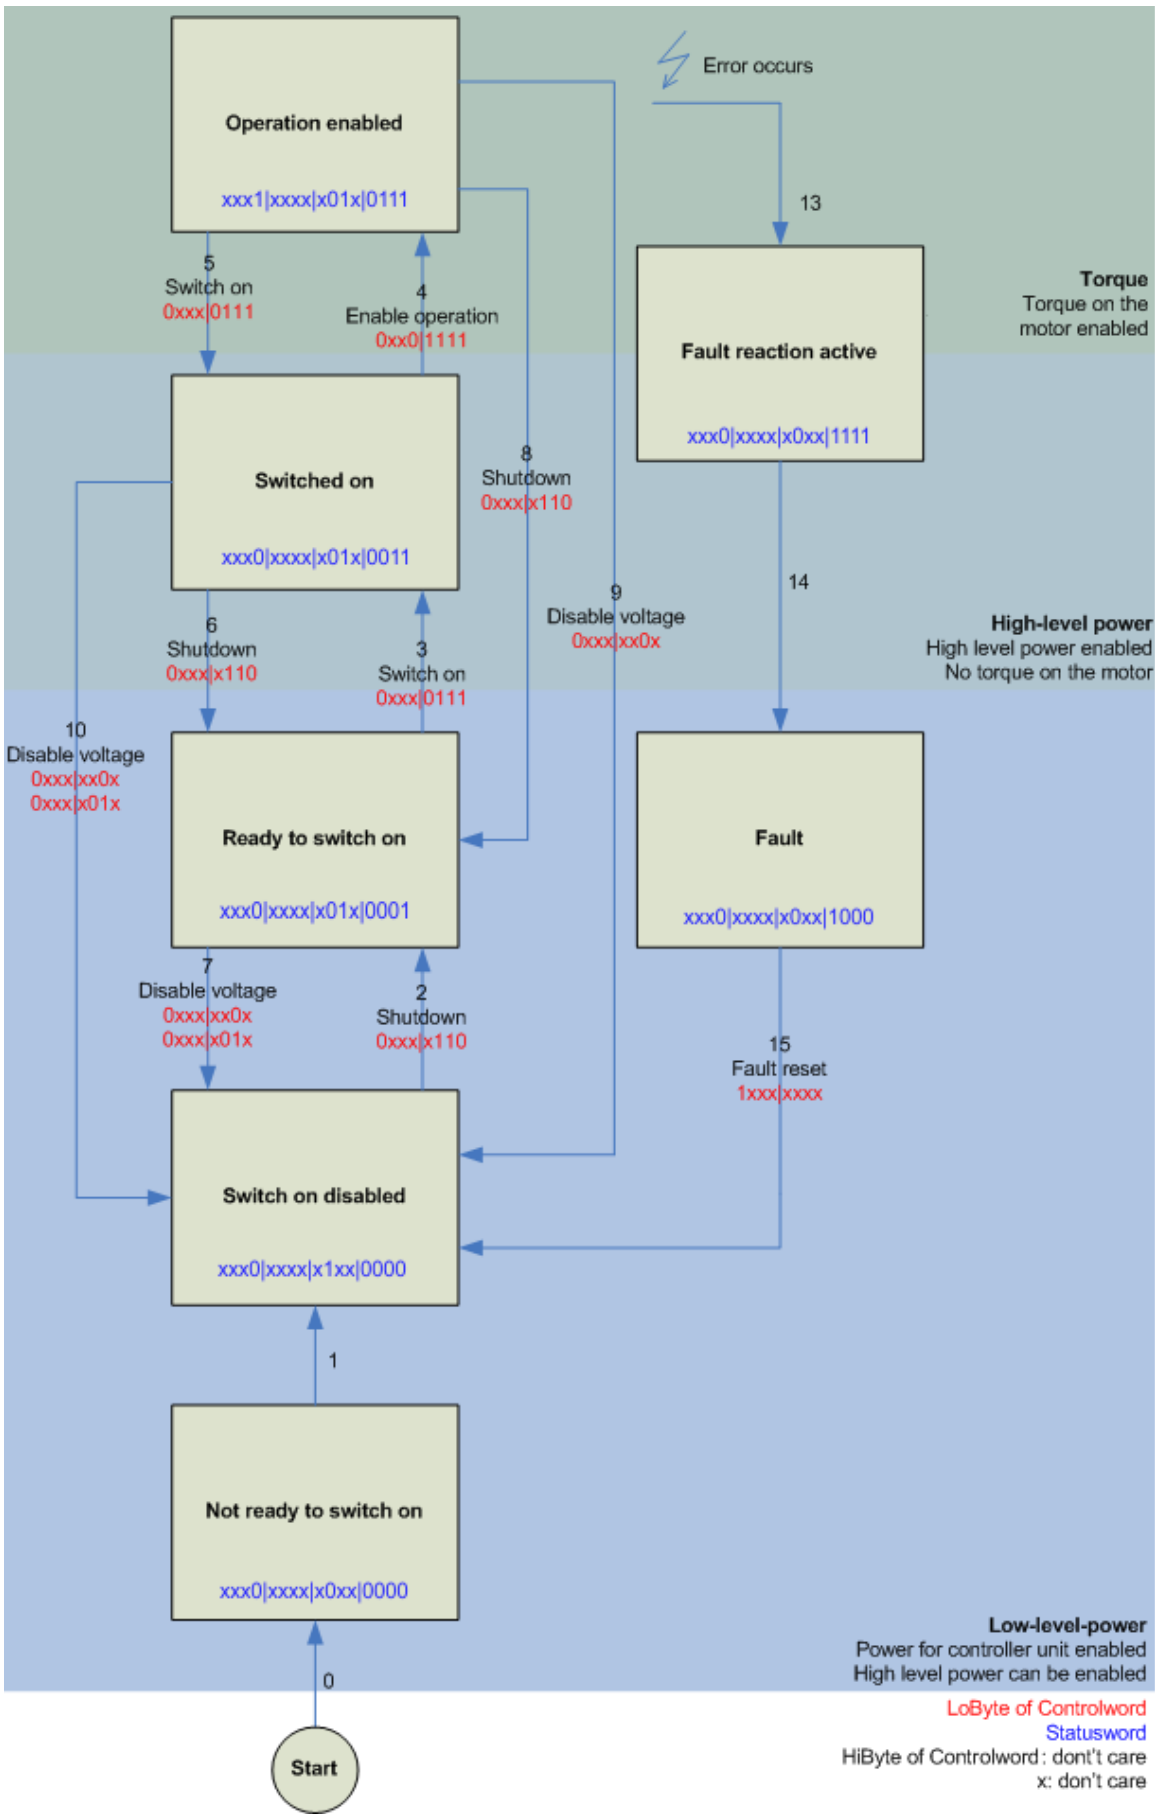 Error occurs
Operation enabled
xxx1|xxxx|x01x|0111
13
5
Switch on
0xxx|0111
4
Enable operation
0xx0|1111
Torque
Torque on the
motor enabled
Fault reaction active
xxx0|xxxx|x0xx|1111
Switched on
xxx0|xxxx|x01x|0011
8
Shutdown
0xxx|x110
14
9
Disable voltage
0xxx|xx0x
6
Shutdown
0xxx|x110
3
Switch on
0xxx|0111
High-level power
High level power enabled
No torque on the motor
10
Disable voltage
0xxx|xx0x
0xxx|x01x
Ready to switch on
xxx0|xxxx|x01x|0001
Fault
xxx0|xxxx|x0xx|1000
7
Disable voltage
0xxx|xx0x
0xxx|x01x
2
Shutdown
0xxx|x110
15
Fault reset
1xxx|xxxx
Switch on disabled
xxx0|xxxx|x1xx|0000
1
Not ready to switch on
xxx0|xxxx|x0xx|0000
0
Start
Low-level-power
Power for controller unit enabled
High level power can be enabled
LoByte of Controlword
Statusword
HiByte of Controlword: dont't care
x: don't care